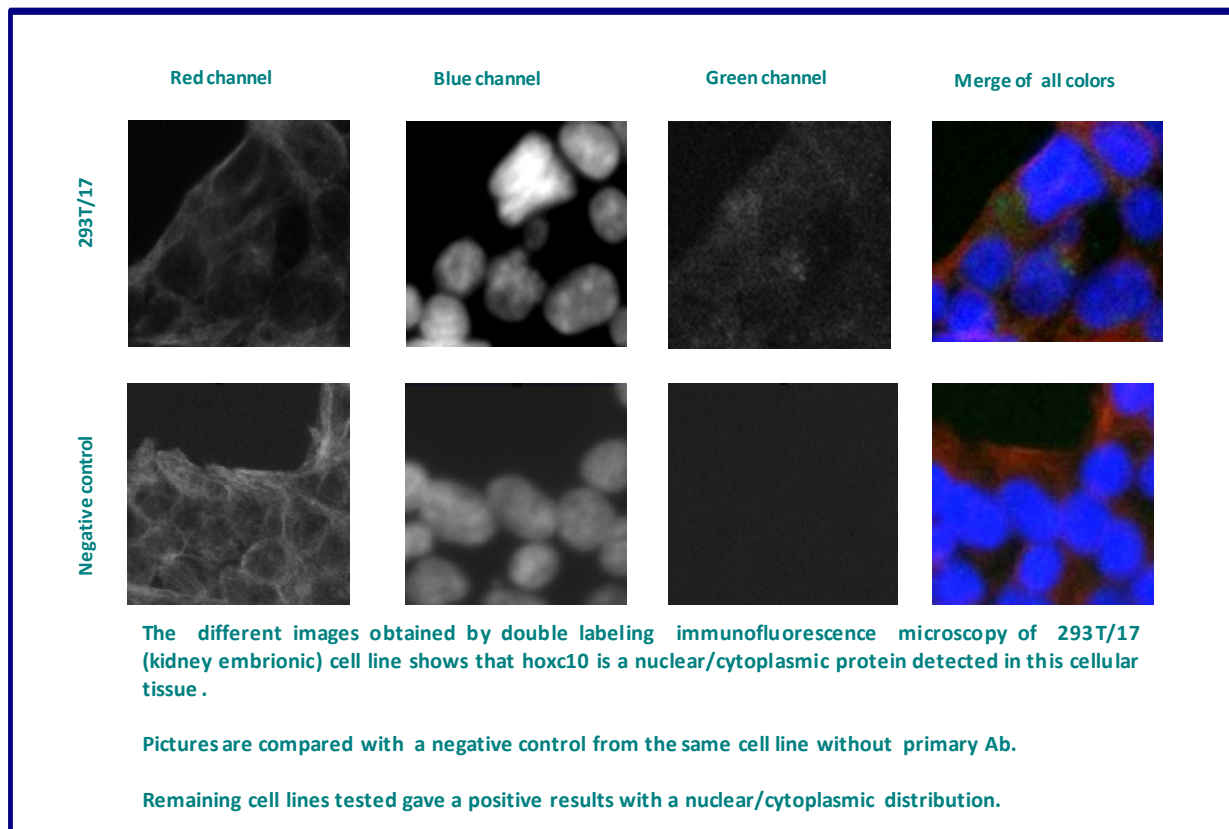 Red channel
Blue channel
Green channel
Merge of all colors
293T/17
Negative control
The different images obtained by double labeling immunofluorescence microscopy of 293T/17
(kidney embrionic) cell line shows that hoxc10 is a nuclear/cytoplasmic protein detected in this cellular
tissue .
Pictures are compared with a negative control from the same cell line without primary Ab.
Remaining cell lines tested gave a positive results with a nuclear/cytoplasmic distribution.